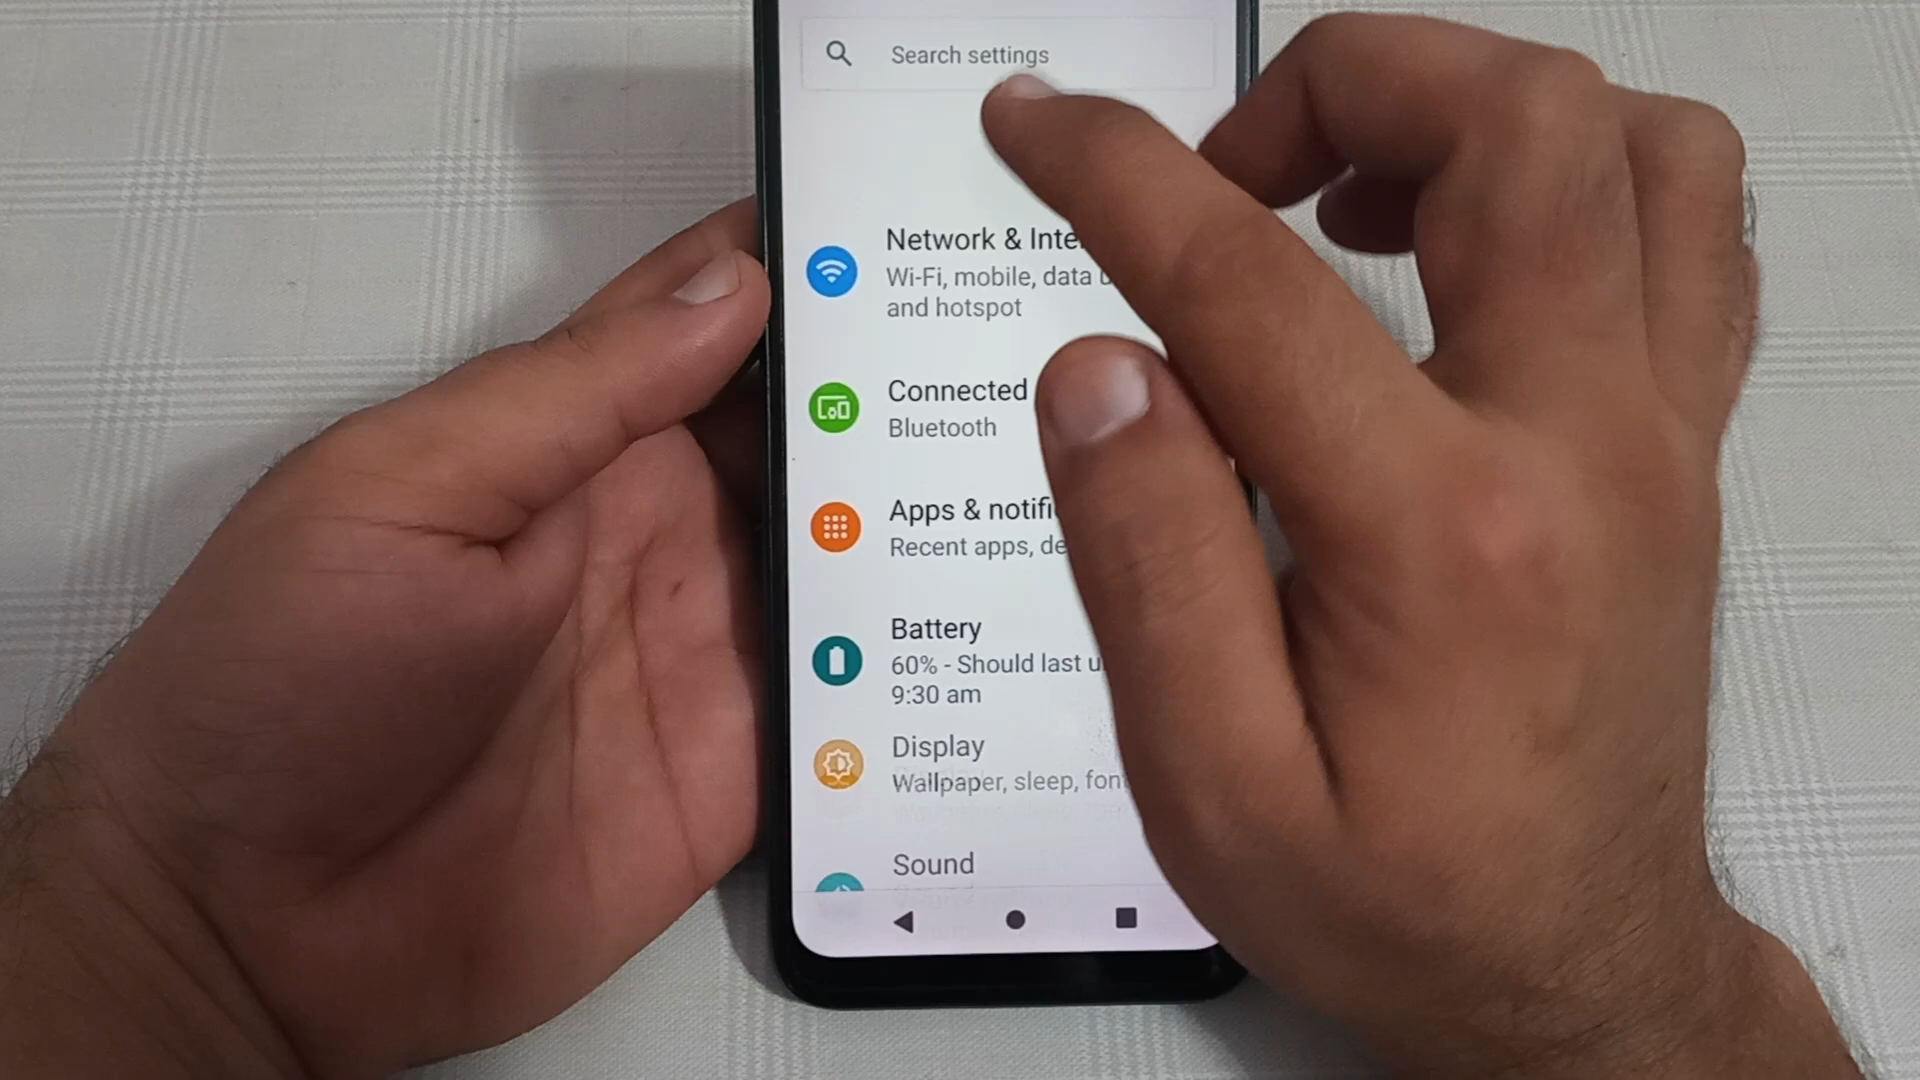 Search settings
Network & Inte
Wi-Fi, mobile, data
and hotspot
Connected
Bluetooth
Apps & notifi
Recent apps, de
Battery
60% - Should last u
9:30 am
Display
Wallpaper, sleep, font
Sound